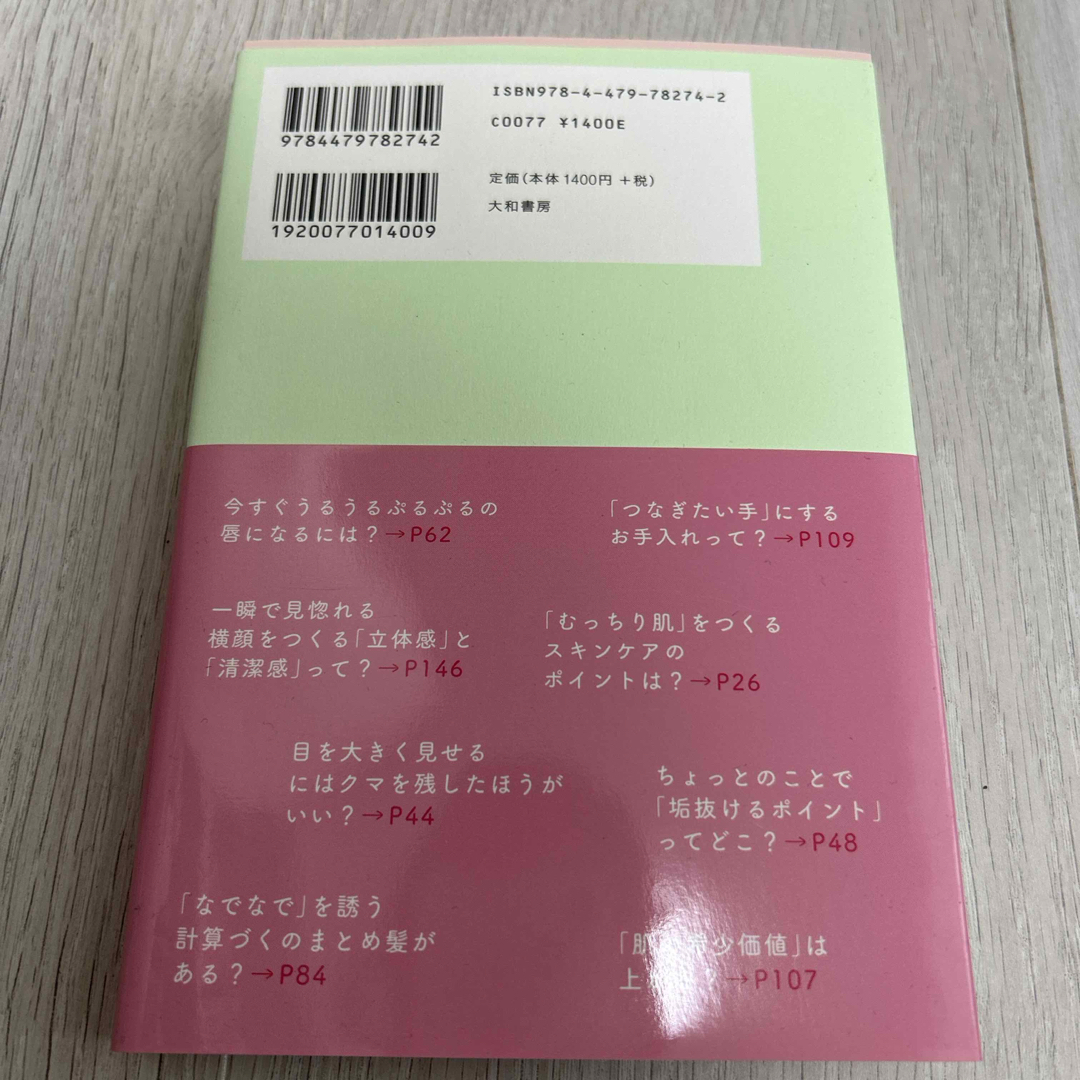 9784479782742
ISBN978-4-479-78274-2
C0077 ¥1400E
1920077014009
定価(本体1400円 +税)
大和書房
今すぐうるうるぷるぷるの
唇になるには？→P62
「つなぎたい手」にする
お手入れって？→P109
一瞬で見惚れる
横顔をつくる「立体感」と
「清潔感」って？→P146
「むっちり肌」をつくる
スキンケアの
ポイントは？→P26
目を大きく見せる
にはクマを残したほうが
いい？→P44
ちょっとのことで
「垢抜けるポイント」
ってどこ？→P48
「なでなで」を誘う
計算づくのまとめ髪が
ある？→P84
少価値」は
上
→P107